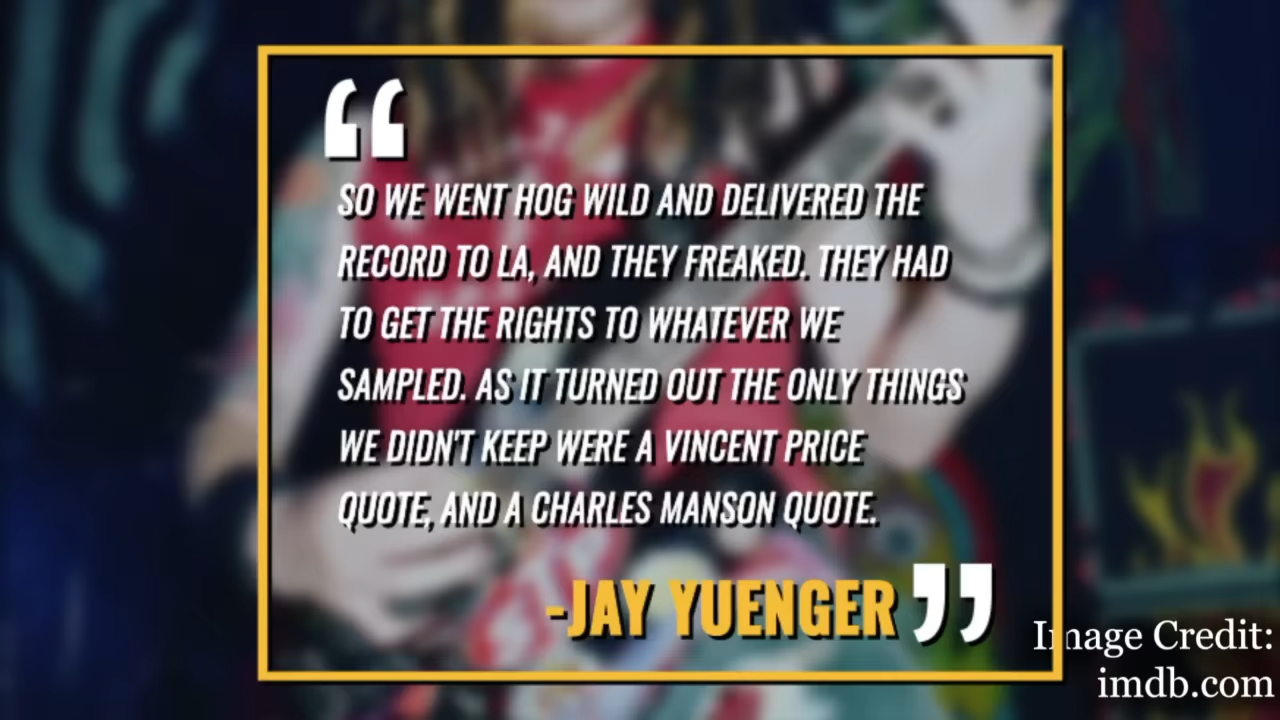 “
SO WE WENT HOG WILD AND DELIVERED THE
RECORD TO LA, AND THEY FREAKED. THEY HAD
TO GET THE RIGHTS TO WHATEVER WE
SAMPLED. AS IT TURNED OUT THE ONLY THINGS
WE DIDN'T KEEP WERE A VINCENT PRICE
QUOTE, AND A CHARLES MANSON QUOTE.
-JAY YUENGER ”
Image Credit:
imdb.com